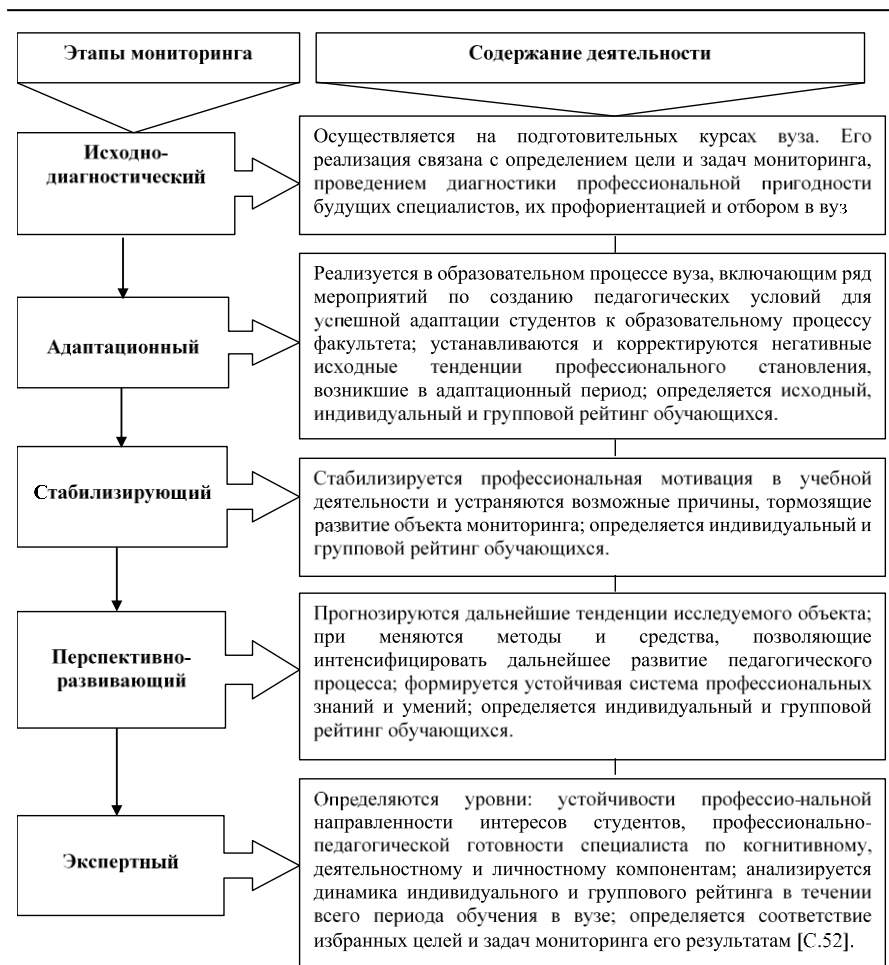 Этапы мониторинга
Содержание деятельности
Исходно-
диагностический
Осуществляется на подготовительных курсах вуза. Его
реализация связана с определением цели и задач мониторинга,
проведением диагностики профессиональной пригодности
будущих специалистов, их профориентацией и отбором в вуз
Адаптационный
Реализуется в образовательном процессе вуза, включающим ряд
мероприятий по созданию педагогических условий для
успешной адаптации студентов к образовательному процессу
факультета; устанавливаются и корректируются негативные
исходные тенденции профессионального становления,
возникшие в адаптационный период; определяется исходный,
индивидуальный и групповой рейтинг обучающихся.
Стабилизирующий
Стабилизируется профессиональная мотивация в учебной
деятельности и устраняются возможные причины, тормозящие
развитие объекта мониторинга; определяется индивидуальный и
групповой рейтинг обучающихся.
Перспективно-
развивающий
Прогнозируются дальнейшие тенденции исследуемого объекта;
при меняются методы и средства, позволяющие
интенсифицировать дальнейшее развитие педагогического
процесса; формируется устойчивая система профессиональных
знаний и умений; определяется индивидуальный и групповой
рейтинг обучающихся.
Экспертный
Определяются уровни: устойчивости профессио-нальной
направленности интересов студентов, профессионально-
педагогической готовности специалиста по когнитивному,
деятельностному и личностному компонентам; анализируется
динамика индивидуального и группового рейтинга в течении
всего периода обучения в вузе; определяется соответствие
избранных целей и задач мониторинга его результатам [С.52].